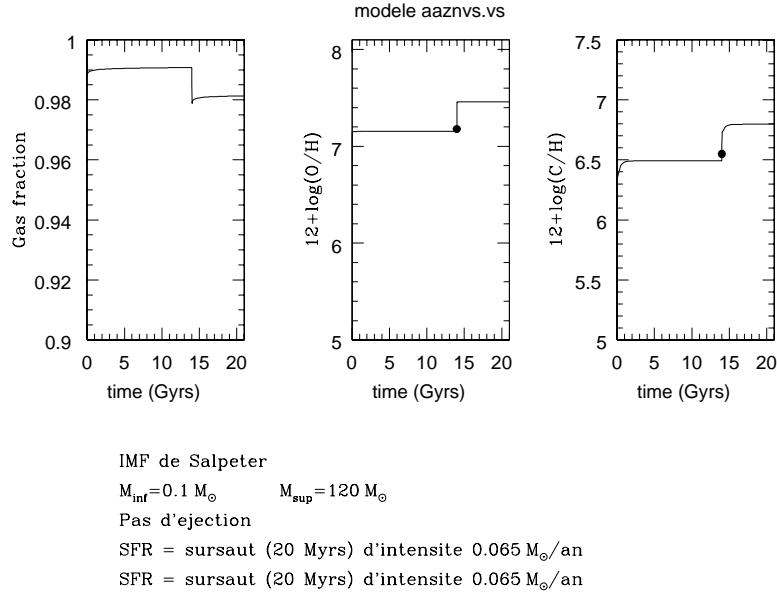 modele aaznvs.vs
1
0.98
0.96
0.94
0.92
0.9
Gas fraction
0 5 10 15 20
time (Gyrs)
8
7
6
5
12+log(O/H)
0 5 10 15 20
time (Gyrs)
7.5
7
6.5
6
5.5
5
12+log(C/H)
0 5 10 15 20
time (Gyrs)
IMF de Salpeter
M_inf=0.1 M_⊙ M_sup=120 M_⊙
Pas d'ejection
SFR = sursaut (20 Myrs) d'intensite 0.065 M_⊙/an
SFR = sursaut (20 Myrs) d'intensite 0.065 M_⊙/an